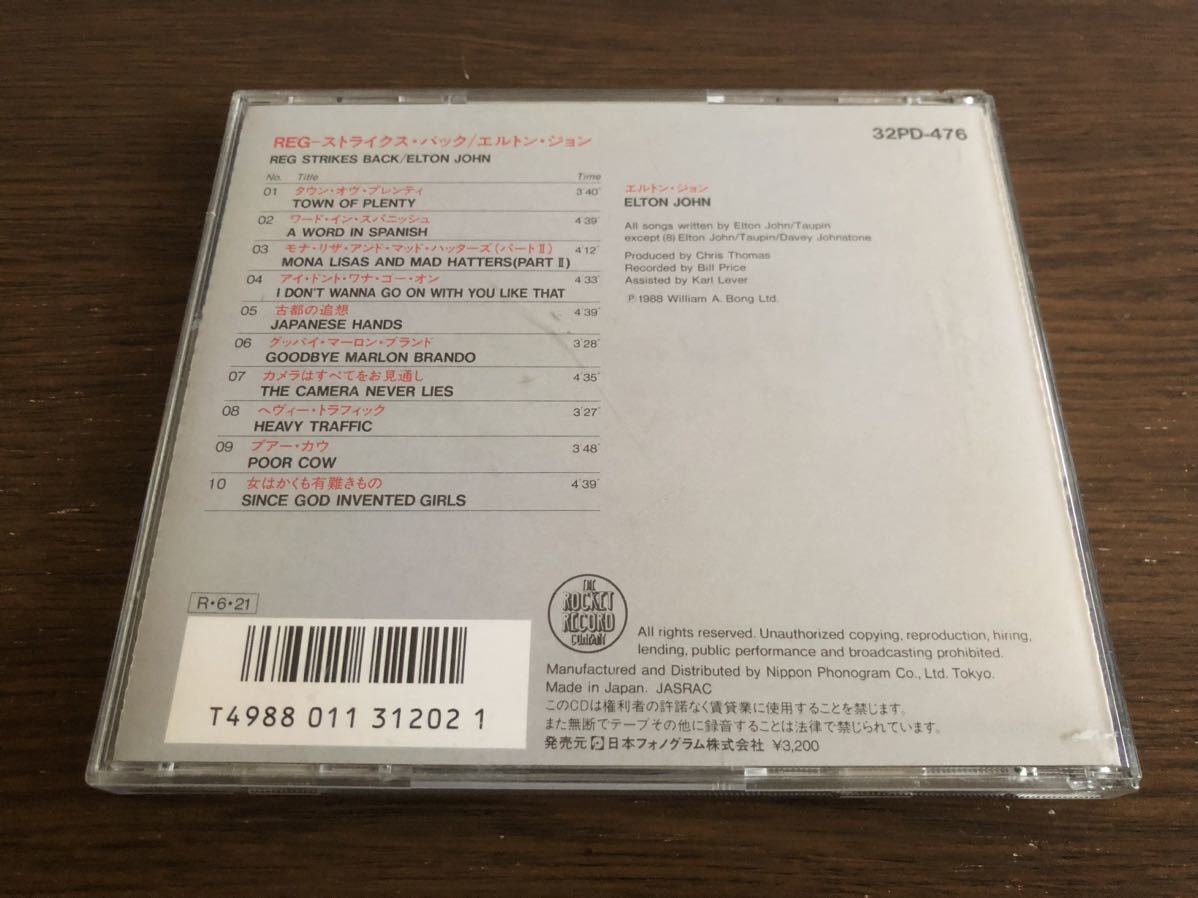 32PD-476
REG-ストライクス・バック/エルトン・ジョン
REG STRIKES BACK/ELTON JOHN
No. Title Time
01 タウン・オヴ・プレンティ 3'40"
TOWN OF PLENTY
02 ワード・イン・スパニッシュ 4'39"
A WORD IN SPANISH
03 モナ・リザ・アンド・マッド・ハッターズ(パートⅡ) 4'12"
MONA LISAS AND MAD HATTERS(PART Ⅱ)
04 アイ・ドント・ワナ・ゴー・オン 4'33"
I DON'T WANNA GO ON WITH YOU LIKE THAT
05 古都の追想 4'39"
JAPANESE HANDS
06 グッバイ・マーロン・ブランド 3'28"
GOODBYE MARLON BRANDO
07 カメラはすべてをお見通し 4'35"
THE CAMERA NEVER LIES
08 ヘヴィー・トラフィック 3'27"
HEAVY TRAFFIC
09 プアー・カウ 3'48"
POOR COW
10 女はかくも有難きもの 4'39"
SINCE GOD INVENTED GIRLS
エルトン・ジョン
ELTON JOHN
All songs written by Elton John/Taupin
except (8) Elton John/Taupin/Davey Johnstone
Produced by Chris Thomas
Recorded by Bill Price
Assisted by Karl Lever
Ⓟ 1988 William A. Bong Ltd.
R・6・21
T4988 011 31202 1
THE
ROCKET
RECORD
COMPANY
All rights reserved. Unauthorized copying, reproduction, hiring,
lending, public performance and broadcasting prohibited.
Manufactured and Distributed by Nippon Phonogram Co., Ltd. Tokyo.
Made in Japan. JASRAC
このCDは権利者の許諾なく賃貸業に使用することを禁じます。
また無断でテープその他に録音することは法律で禁じられています。
発売元 日本フォノグラム株式会社 ¥3,200